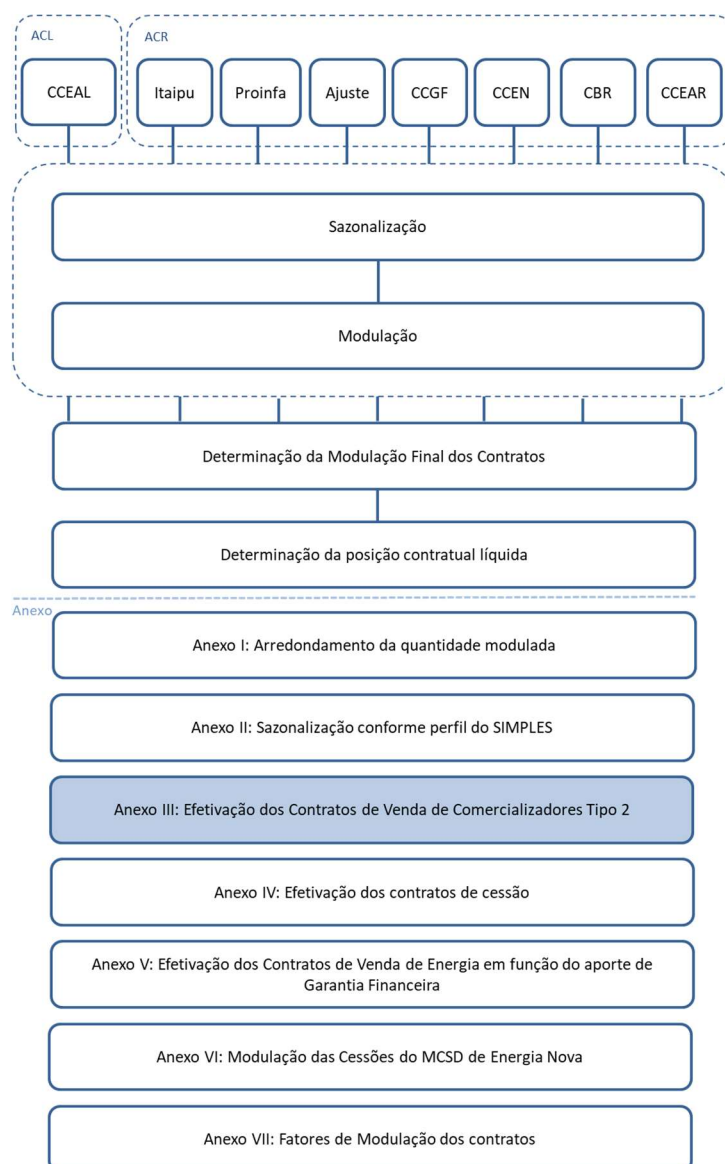 ACL
ACR
CCEAL
Itaipu
Proinfa
Ajuste
CCGF
CCEN
CBR
CCEAR
Sazonalização
Modulação
Determinação da Modulação Final dos Contratos
Determinação da posição contratual líquida
Anexo
Anexo I: Arredondamento da quantidade modulada
Anexo II: Sazonalização conforme perfil do SIMPLES
Anexo III: Efetivação dos Contratos de Venda de Comercializadores Tipo 2
Anexo IV: Efetivação dos contratos de cessão
Anexo V: Efetivação dos Contratos de Venda de Energia em função do aporte de
Garantia Financeira
Anexo VI: Modulação das Cessões do MCSD de Energia Nova
Anexo VII: Fatores de Modulação dos contratos